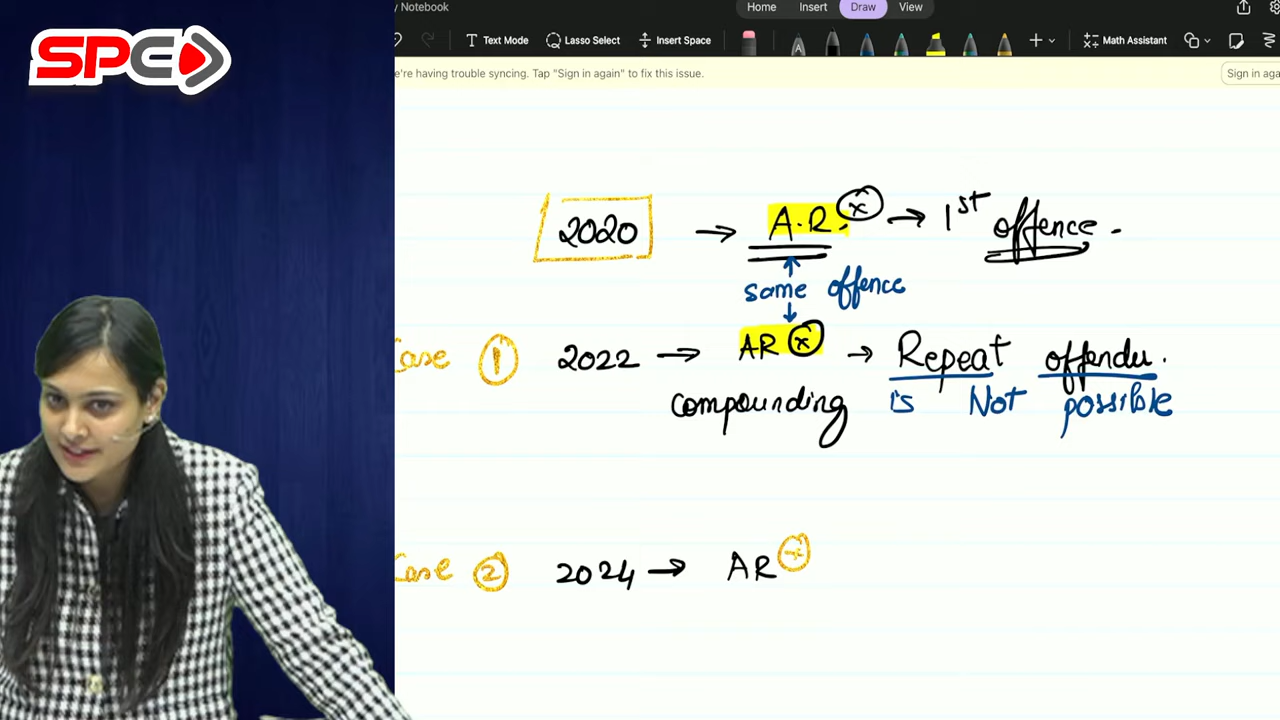 SPE
y Notebook
Home Insert Draw View
Text Mode Lasso Select Insert Space Math Assistant
e're having trouble syncing. Tap "Sign in again" to fix this issue.
Sign in aga
2020 → A.R. x → 1st offence.
same offence
Case 1 2022 → AR x → Repeat offender.
compounding is Not possible
Case 2 2024 → AR x